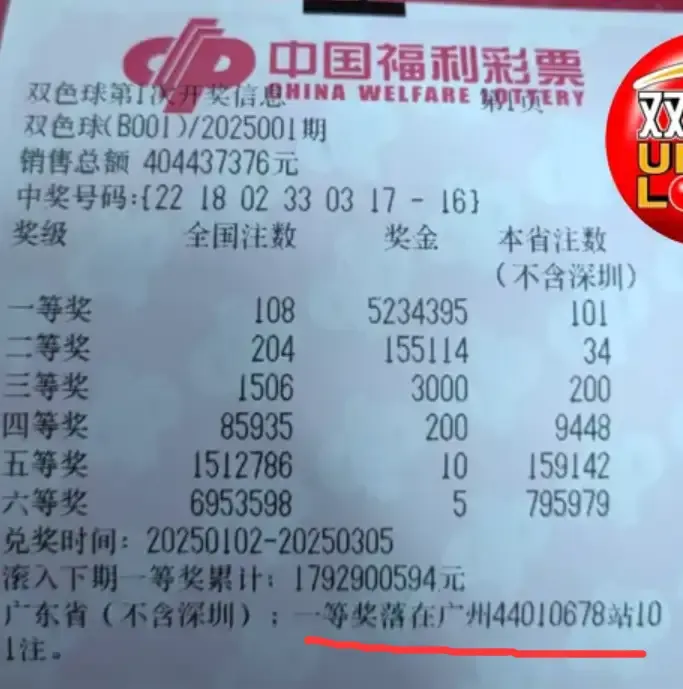 中国福利彩票
CHINA WELFARE LOTTERY
双色球第1次开奖信息 第1页
双色球(B001)/2025001期
销售总额 404437376元
中奖号码:{22 18 02 33 03 17 - 16}
奖级 全国注数 奖金 本省注数
(不含深圳)
一等奖 108 5234395 101
二等奖 204 155114 34
三等奖 1506 3000 200
四等奖 85935 200 9448
五等奖 1512786 10 159142
六等奖 6953598 5 795979
兑奖时间: 20250102-20250305
滚入下期一等奖累计: 1792900594元
广东省(不含深圳): 一等奖落在广州44010678站10
1注。
双
U
LO